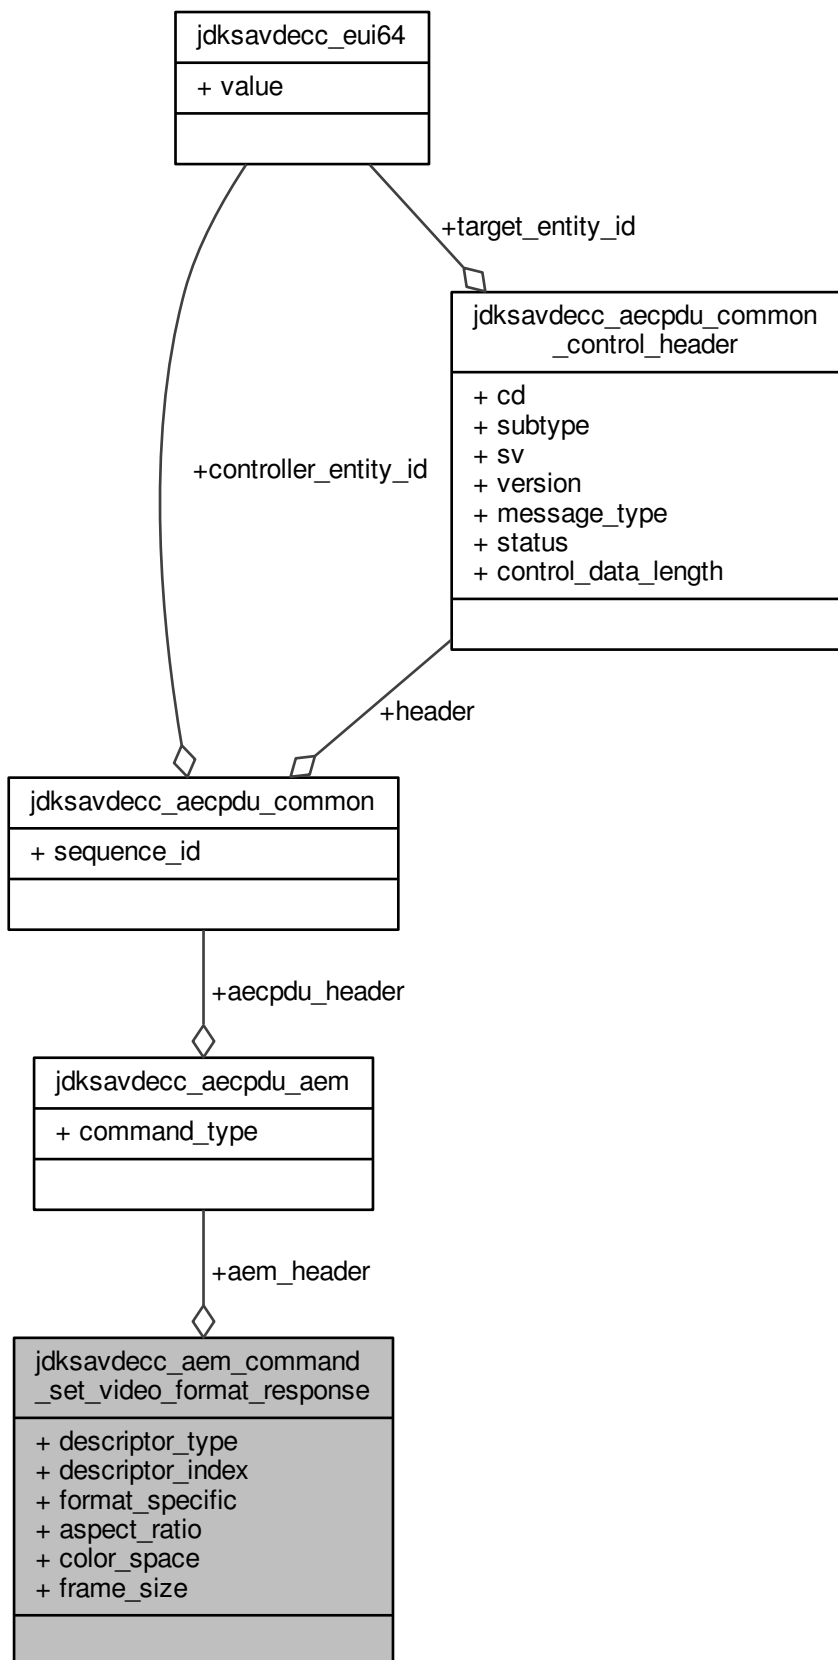 jdksavdecc_eui64
+ value
+target_entity_id
jdksavdecc_aecpdu_common
_control_header
+ cd
+ subtype
+ sv
+ version
+ message_type
+ status
+ control_data_length
+controller_entity_id
+header
jdksavdecc_aecpdu_common
+ sequence_id
+aecpdu_header
jdksavdecc_aecpdu_aem
+ command_type
+aem_header
jdksavdecc_aem_command
_set_video_format_response
+ descriptor_type
+ descriptor_index
+ format_specific
+ aspect_ratio
+ color_space
+ frame_size